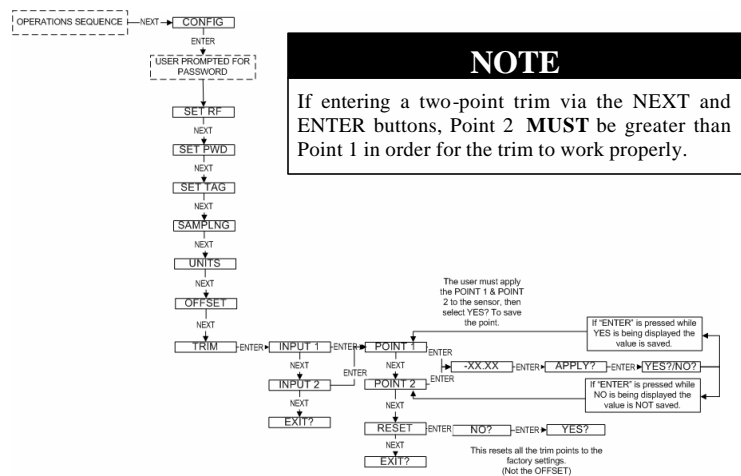 OPERATIONS SEQUENCE
NEXT
CONFIG
ENTER
USER PROMPTED FOR
PASSWORD
SET RF
NEXT
SET PWD
NEXT
SET TAG
NEXT
SAMPLNG
NEXT
UNITS
NEXT
OFFSET
NEXT
TRIM
ENTER
INPUT 1
NEXT
INPUT 2
NEXT
EXIT?
ENTER
ENTER
POINT 1
NEXT
POINT 2
NEXT
RESET
NEXT
EXIT?
ENTER
ENTER
-XX.XX
ENTER
APPLY?
ENTER
YES?/NO?
ENTER
NO?
ENTER
YES?
The user must apply
the POINT 1 & POINT
2 to the sensor, then
select YES? To save
the point.
If "ENTER" is pressed while
YES is being displayed the
value is saved.
If "ENTER" is pressed while
NO is being displayed the
value is NOT saved.
This resets all the trim points to the
factory settings.
(Not the OFFSET)
NOTE
If entering a two-point trim via the NEXT and
ENTER buttons, Point 2 MUST be greater than
Point 1 in order for the trim to work properly.